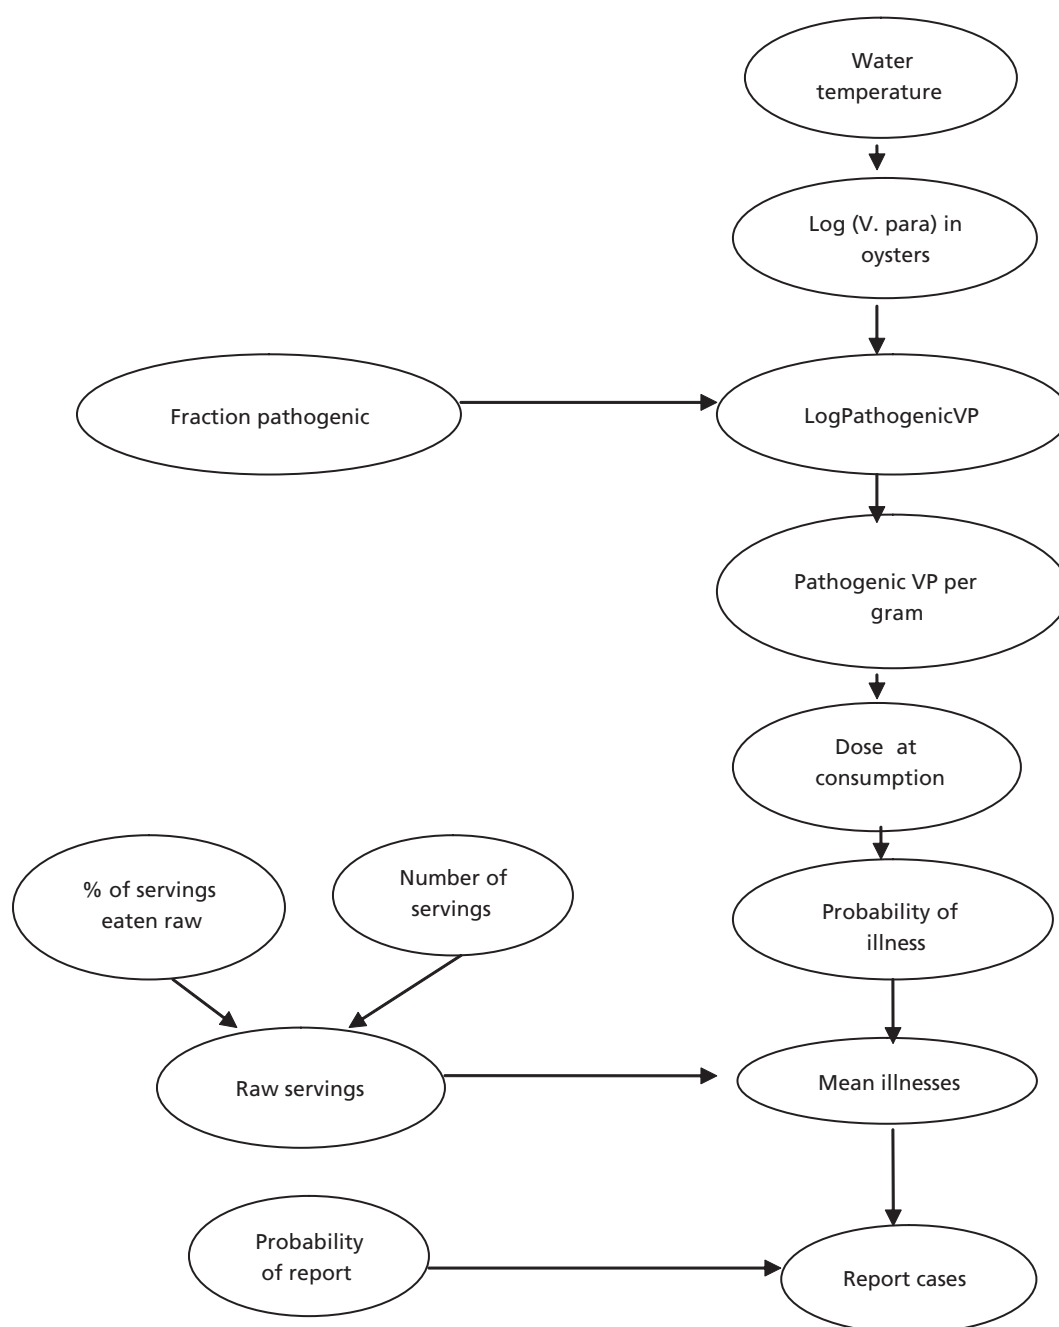 Water
temperature
Log (V. para) in
oysters
Fraction pathogenic
LogPathogenicVP
Pathogenic VP per
gram
Dose at
consumption
% of servings
eaten raw
Number of
servings
Probability of
illness
Raw servings
Mean illnesses
Probability
of report
Report cases